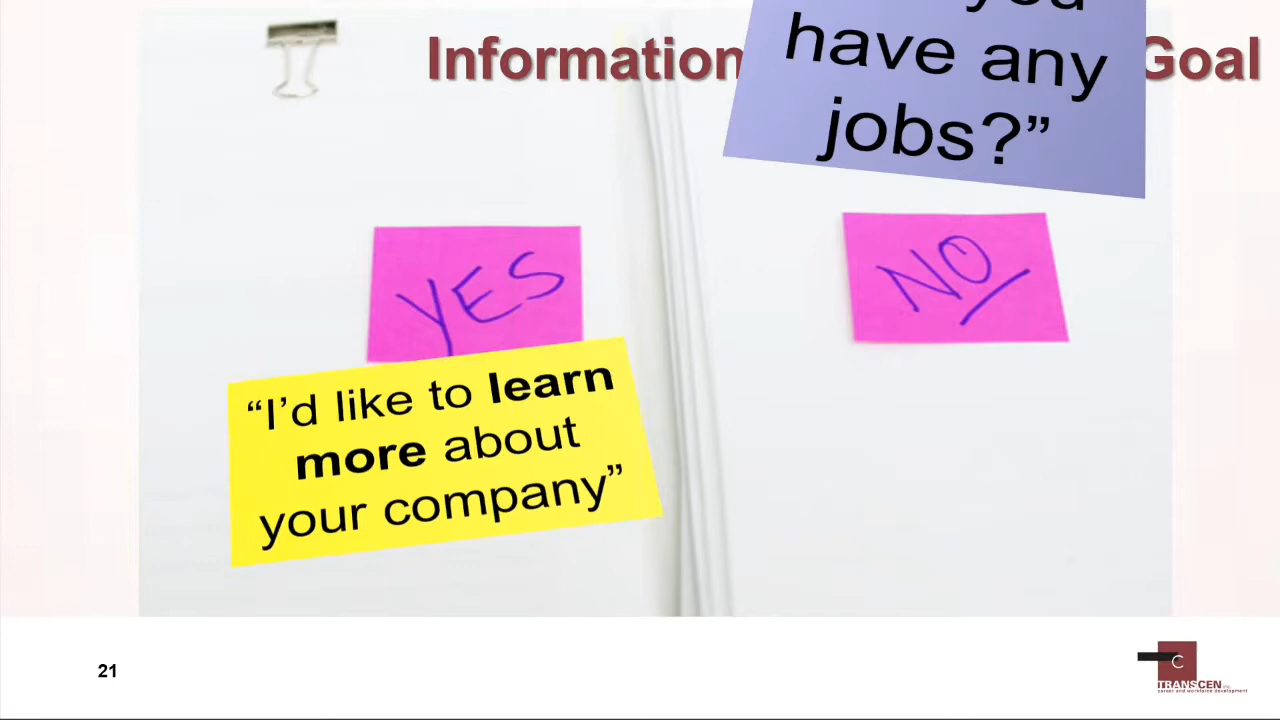 Information Goal
you
have any
jobs?”
YES
NO
“I’d like to learn
more about
your company”
21
C
TRANSCEN
career and workforce development